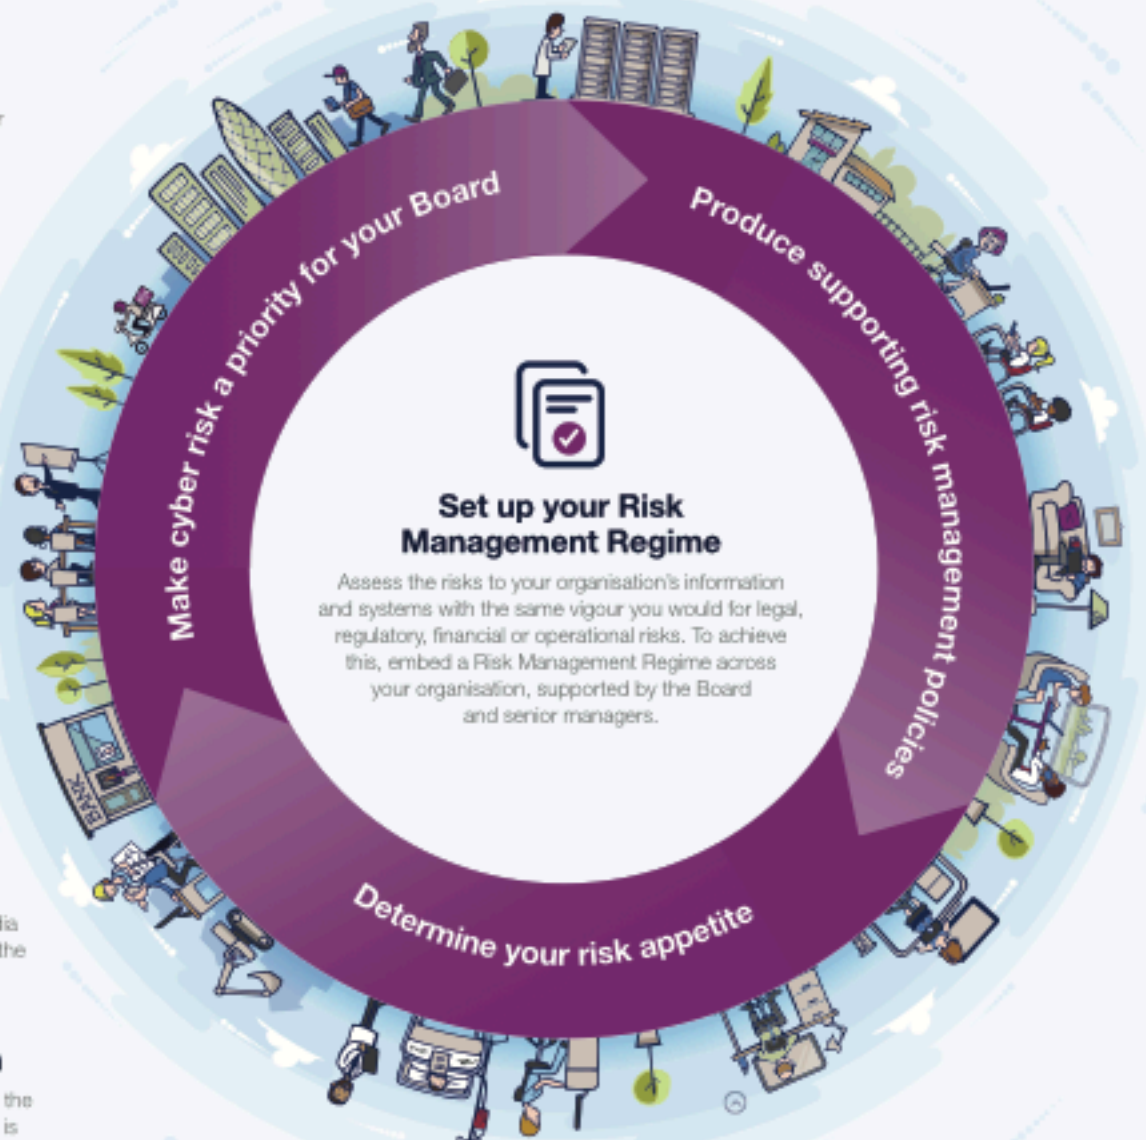 Make cyber risk a priority for your Board
Produce supporting risk management policies
Determine your risk appetite
Set up your Risk
Management Regime
Assess the risks to your organisation's information
and systems with the same vigour you would for legal,
regulatory, financial or operational risks. To achieve
this, embed a Risk Management Regime across
your organisation, supported by the Board
and senior managers.
BANK
the
the
is